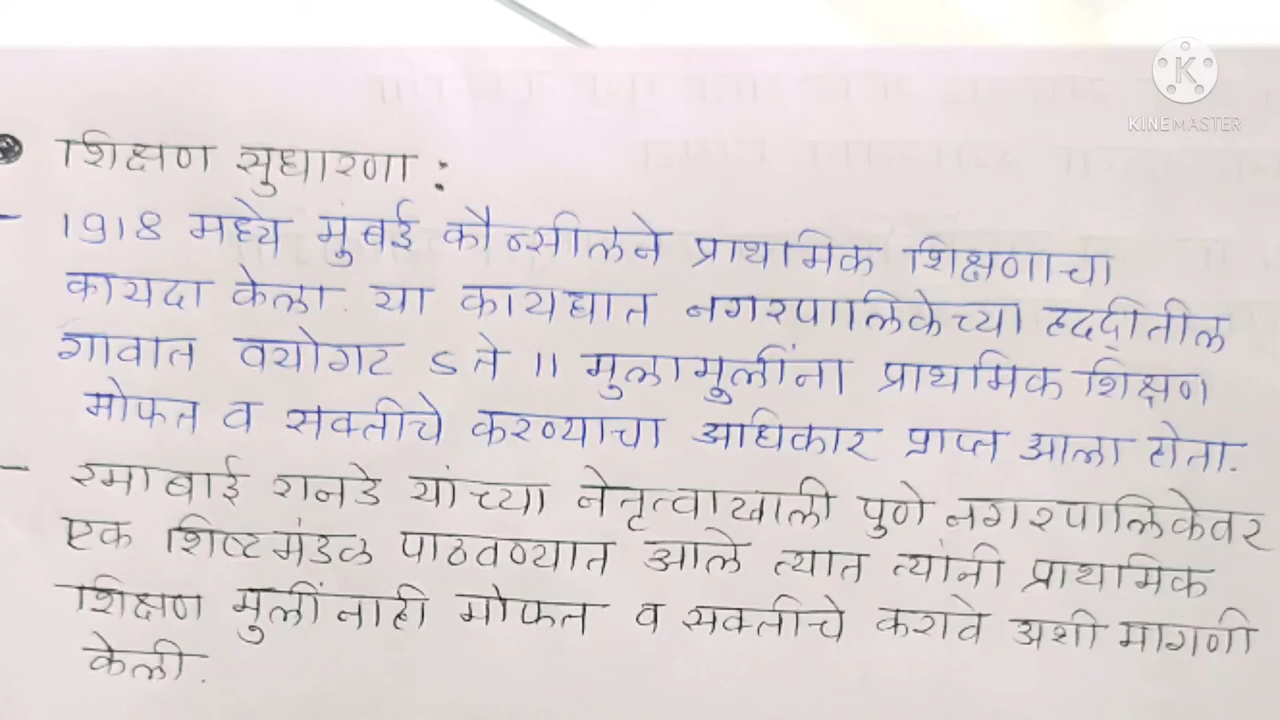 KINEMASTER
शिक्षण सुधारणा :
- 1918 मध्ये मुंबई कौन्सीलने प्राथमिक शिक्षणाचा
कायदा केला. या कायद्यात नगरपालिकेच्या हद्दीतील
गावात वयोगट 5 ते 11 मुलामुलींना प्राथमिक शिक्षण
मोफत व सक्तीचे करण्याचा अधिकार प्राप्त आला होता.
- रमाबाई रानडे यांच्या नेतृत्वाखाली पुणे नगरपालिकेवर
एक शिष्टमंडळ पाठवण्यात आले त्यात त्यांनी प्राथमिक
शिक्षण मुलींनाही मोफत व सक्तीचे करावे अशी मागणी
केली.